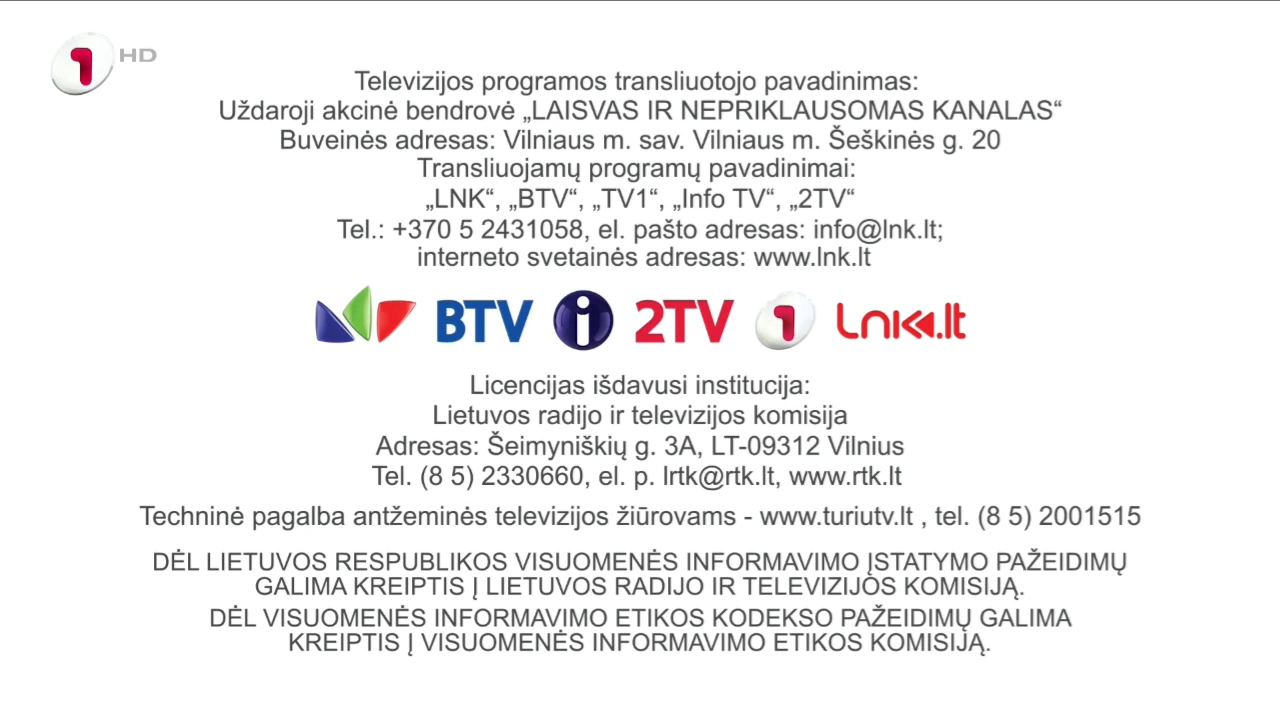 1 HD
Televizijos programos transliuotojo pavadinimas:
Uždaroji akcinė bendrovė „LAISVAS IR NEPRIKLAUSOMAS KANALAS“
Buveinės adresas: Vilniaus m. sav. Vilniaus m. Šeškinės g. 20
Transliuojamų programų pavadinimai:
„LNK“, „BTV“, „TV1“, „Info TV“, „2TV“
Tel.: +370 5 2431058, el. pašto adresas: info@lnk.lt;
interneto svetainės adresas: www.lnk.lt
BTV i 2TV 1 Lnk.lt
Licencijas išdavusi institucija:
Lietuvos radijo ir televizijos komisija
Adresas: Šeimyniškių g. 3A, LT-09312 Vilnius
Tel. (8 5) 2330660, el. p. lrtk@rtk.lt, www.rtk.lt
Techninė pagalba antžeminės televizijos žiūrovams - www.turiutv.lt , tel. (8 5) 2001515
DĖL LIETUVOS RESPUBLIKOS VISUOMENĖS INFORMAVIMO ĮSTATYMO PAŽEIDIMŲ
GALIMA KREIPTIS Į LIETUVOS RADIJO IR TELEVIZIJOS KOMISIJĄ.
DĖL VISUOMENĖS INFORMAVIMO ETIKOS KODEKSO PAŽEIDIMŲ GALIMA
KREIPTIS Į VISUOMENĖS INFORMAVIMO ETIKOS KOMISIJĄ.